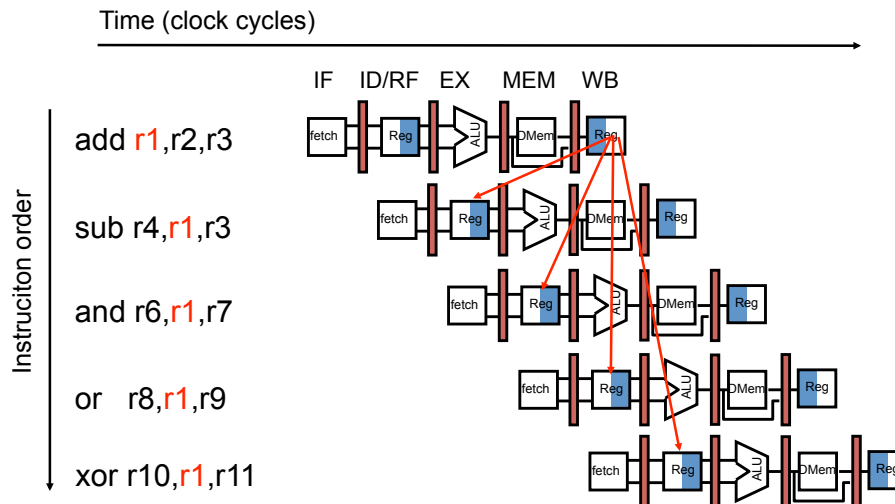 Time (clock cycles)
IF ID/RF EX MEM WB
Instruciton order
add r1,r2,r3
fetch Reg ALU DMem Reg
sub r4,r1,r3
fetch Reg ALU DMem Reg
and r6,r1,r7
fetch Reg ALU DMem Reg
or r8,r1,r9
fetch Reg ALU DMem Reg
xor r10,r1,r11
fetch Reg ALU DMem Reg